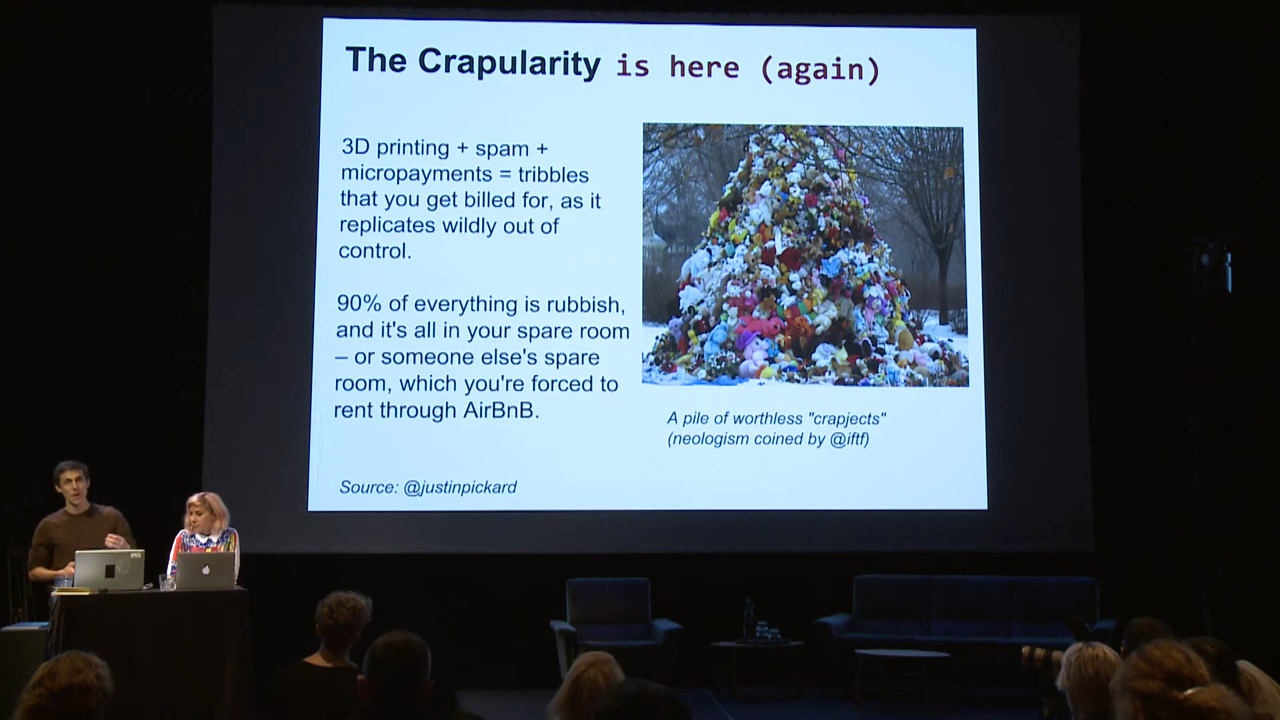 The Crapularity is here (again)
3D printing + spam +
micropayments = tribbles
that you get billed for, as it
replicates wildly out of
control.
90% of everything is rubbish,
and it's all in your spare room
– or someone else's spare
room, which you're forced to
rent through AirBnB.
A pile of worthless "crapjects"
(neologism coined by @iftf)
Source: @justinpickard